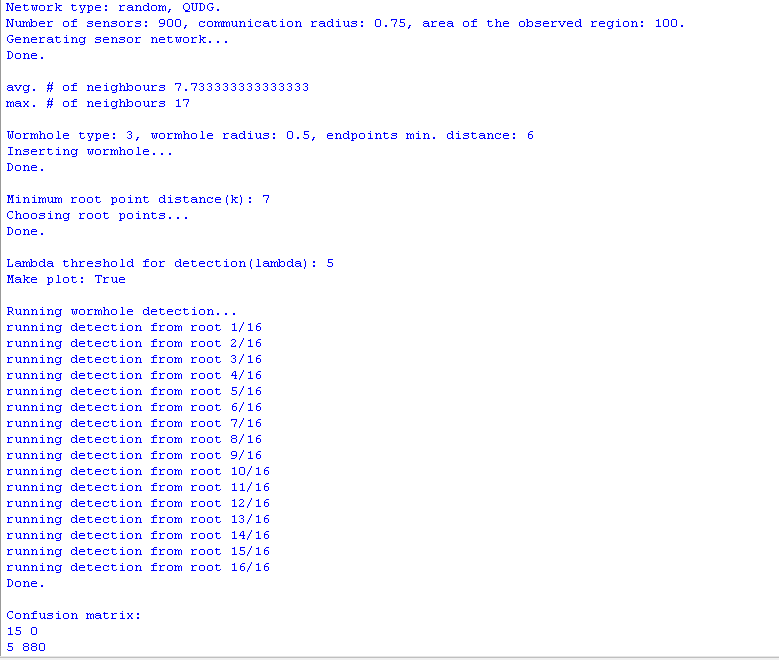 Network type: random, QUDG.
Number of sensors: 900, communication radius: 0.75, area of the observed region: 100.
Generating sensor network...
Done.
avg. # of neighbours 7.733333333333333
max. # of neighbours 17
Wormhole type: 3, wormhole radius: 0.5, endpoints min. distance: 6
Inserting wormhole...
Done.
Minimum root point distance(k): 7
Choosing root points...
Done.
Lambda threshold for detection(lambda): 5
Make plot: True
Running wormhole detection...
running detection from root 1/16
running detection from root 2/16
running detection from root 3/16
running detection from root 4/16
running detection from root 5/16
running detection from root 6/16
running detection from root 7/16
running detection from root 8/16
running detection from root 9/16
running detection from root 10/16
running detection from root 11/16
running detection from root 12/16
running detection from root 13/16
running detection from root 14/16
running detection from root 15/16
running detection from root 16/16
Done.
Confusion matrix:
15 0
5 880